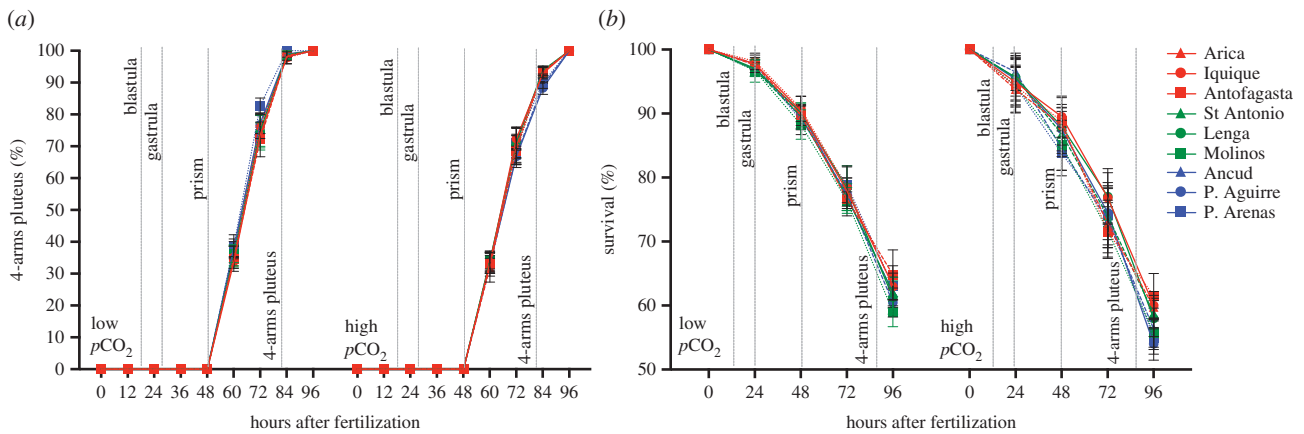 (a)
(b)
4-arms pluteus (%)
100
90
80
70
60
50
40
30
20
10
0
blastula
gastrula
prism
4-arms pluteus
low
pCO2
blastula
gastrula
prism
4-arms pluteus
high
pCO2
0 12 24 36 48 60 72 84 96 0 12 24 36 48 60 72 84 96
hours after fertilization
survival (%)
100
90
80
70
60
50
blastula
gastrula
prism
4-arms pluteus
low
pCO2
blastula
gastrula
prism
4-arms pluteus
high
pCO2
0 24 48 72 96 0 24 48 72 96
hours after fertilization
Arica
Iquique
Antofagasta
St Antonio
Lenga
Molinos
Ancud
P. Aguirre
P. Arenas